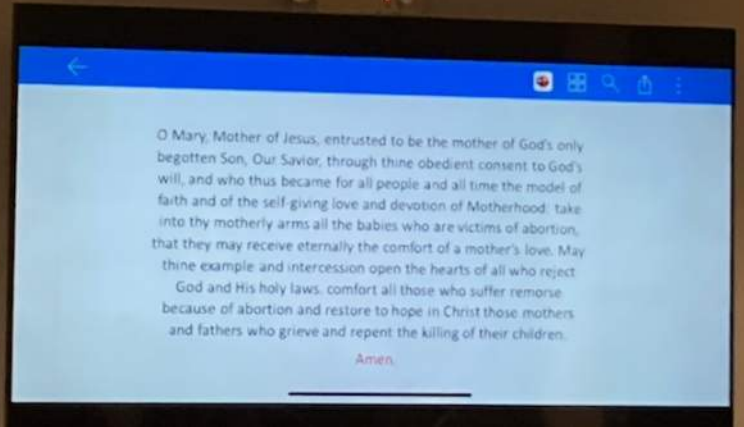 O Mary, Mother of Jesus, entrusted to be the mother of God's only
begotten Son, Our Savior, through thine obedient consent to God's
will, and who thus became for all people and all time the model of
faith and of the self-giving love and devotion of Motherhood: take
into thy motherly arms all the babies who are victims of abortion,
that they may receive eternally the comfort of a mother's love. May
thine example and intercession open the hearts of all who reject
God and His holy laws, comfort all those who suffer remorse
because of abortion and restore to hope in Christ those mothers
and fathers who grieve and repent the killing of their children.
Amen.